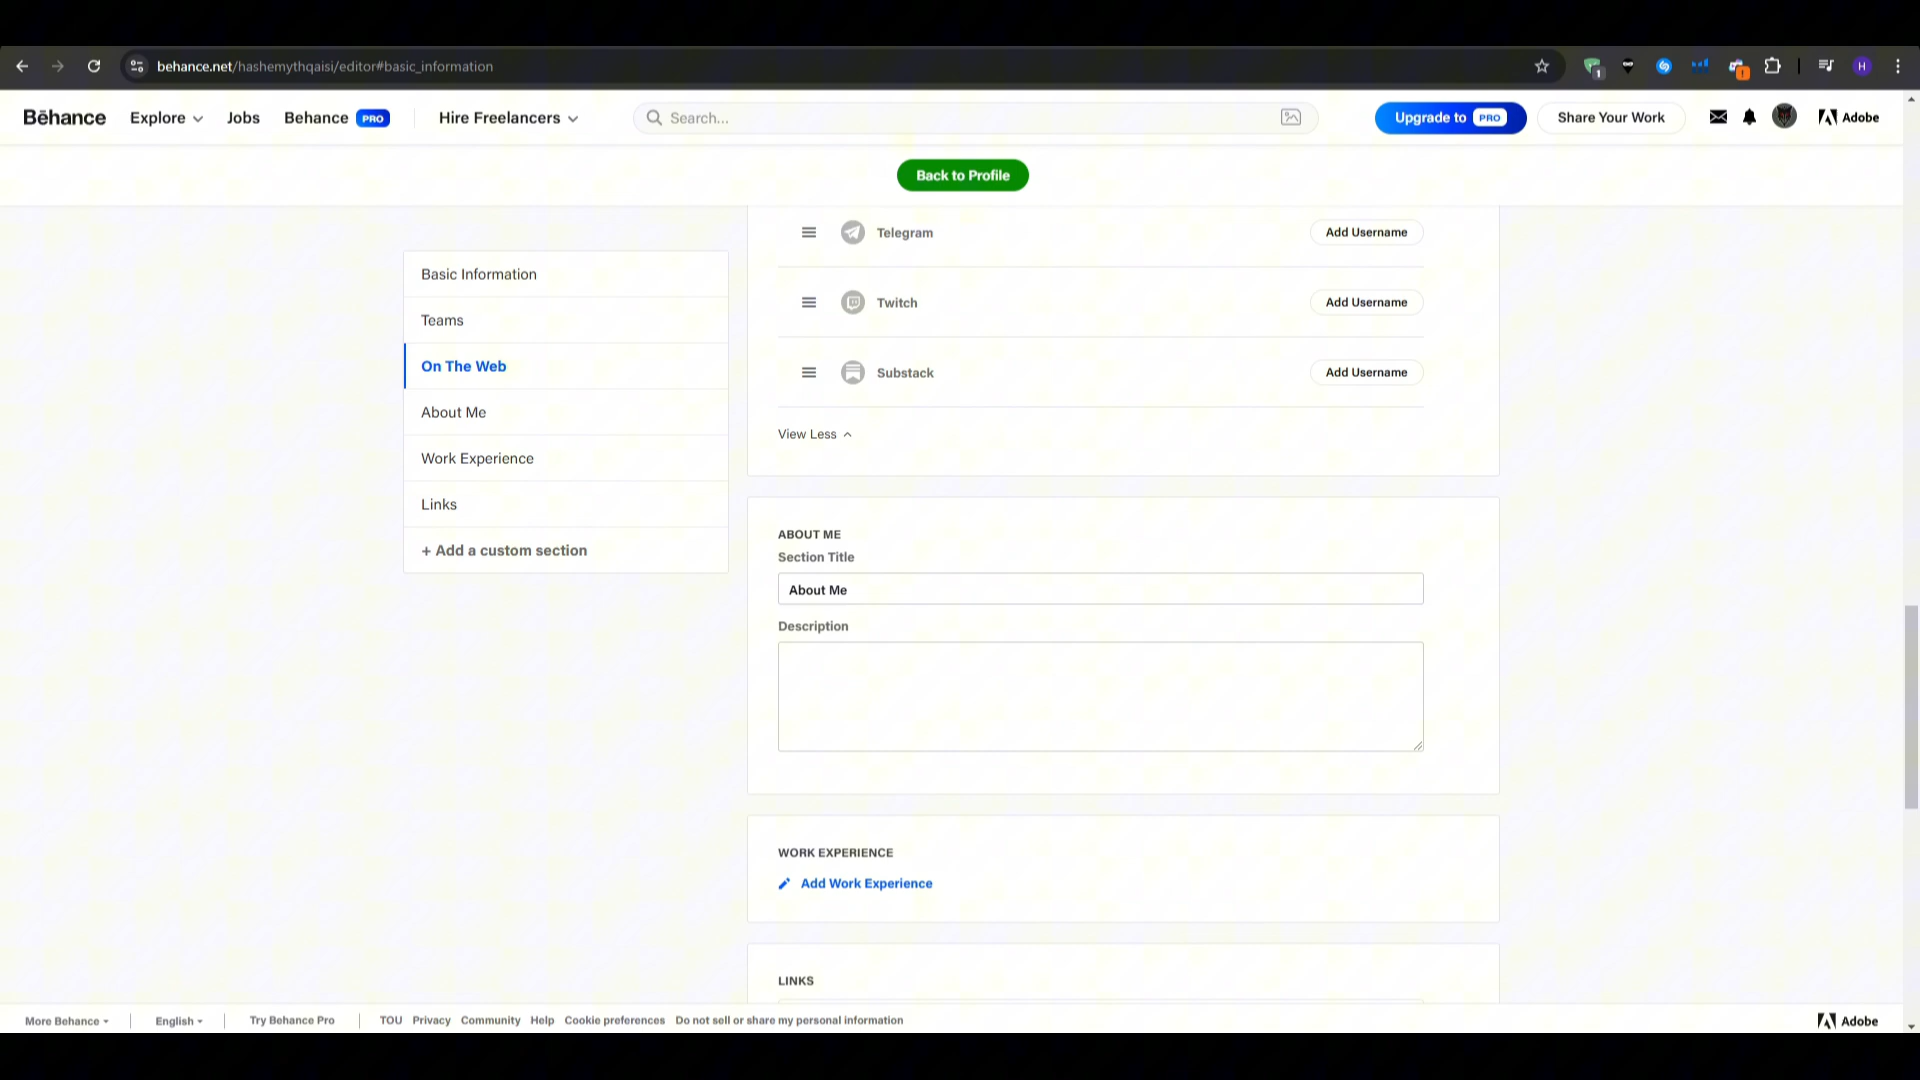 behance.net/hashemythqaisi/editor#basic_information
1
!
H
Bēhance
Explore
Jobs
Behance PRO
Hire Freelancers
Search...
Upgrade to PRO
Share Your Work
Adobe
Back to Profile
Telegram
Add Username
Twitch
Add Username
Substack
Add Username
View Less
Basic Information
Teams
On The Web
About Me
Work Experience
Links
+ Add a custom section
ABOUT ME
Section Title
About Me
Description
WORK EXPERIENCE
Add Work Experience
LINKS
More Behance
English
Try Behance Pro
TOU
Privacy
Community
Help
Cookie preferences
Do not sell or share my personal information
Adobe